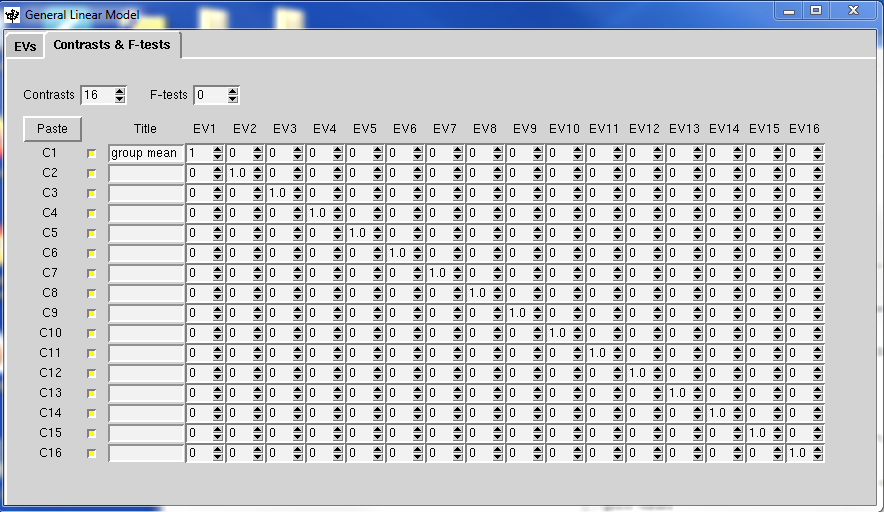 General Linear Model
EVs Contrasts & F-tests
Contrasts 16 F-tests 0
Paste Title EV1 EV2 EV3 EV4 EV5 EV6 EV7 EV8 EV9 EV10 EV11 EV12 EV13 EV14 EV15 EV16
C1 group mean 1 0 0 0 0 0 0 0 0 0 0 0 0 0 0 0
C2 0 1.0 0 0 0 0 0 0 0 0 0 0 0 0 0 0
C3 0 0 1.0 0 0 0 0 0 0 0 0 0 0 0 0 0
C4 0 0 0 1.0 0 0 0 0 0 0 0 0 0 0 0 0
C5 0 0 0 0 1.0 0 0 0 0 0 0 0 0 0 0 0
C6 0 0 0 0 0 1.0 0 0 0 0 0 0 0 0 0 0
C7 0 0 0 0 0 0 1.0 0 0 0 0 0 0 0 0 0
C8 0 0 0 0 0 0 0 1.0 0 0 0 0 0 0 0 0
C9 0 0 0 0 0 0 0 0 1.0 0 0 0 0 0 0 0
C10 0 0 0 0 0 0 0 0 0 1.0 0 0 0 0 0 0
C11 0 0 0 0 0 0 0 0 0 0 1.0 0 0 0 0 0
C12 0 0 0 0 0 0 0 0 0 0 0 1.0 0 0 0 0
C13 0 0 0 0 0 0 0 0 0 0 0 0 1.0 0 0 0
C14 0 0 0 0 0 0 0 0 0 0 0 0 0 1.0 0 0
C15 0 0 0 0 0 0 0 0 0 0 0 0 0 0 1.0 0
C16 0 0 0 0 0 0 0 0 0 0 0 0 0 0 0 1.0